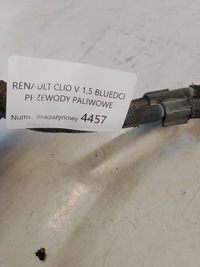 RENAULT CLIO V 1,5 BLUEDCI
PRZEWODY PALIWOWE
Numer magazynowy 4457